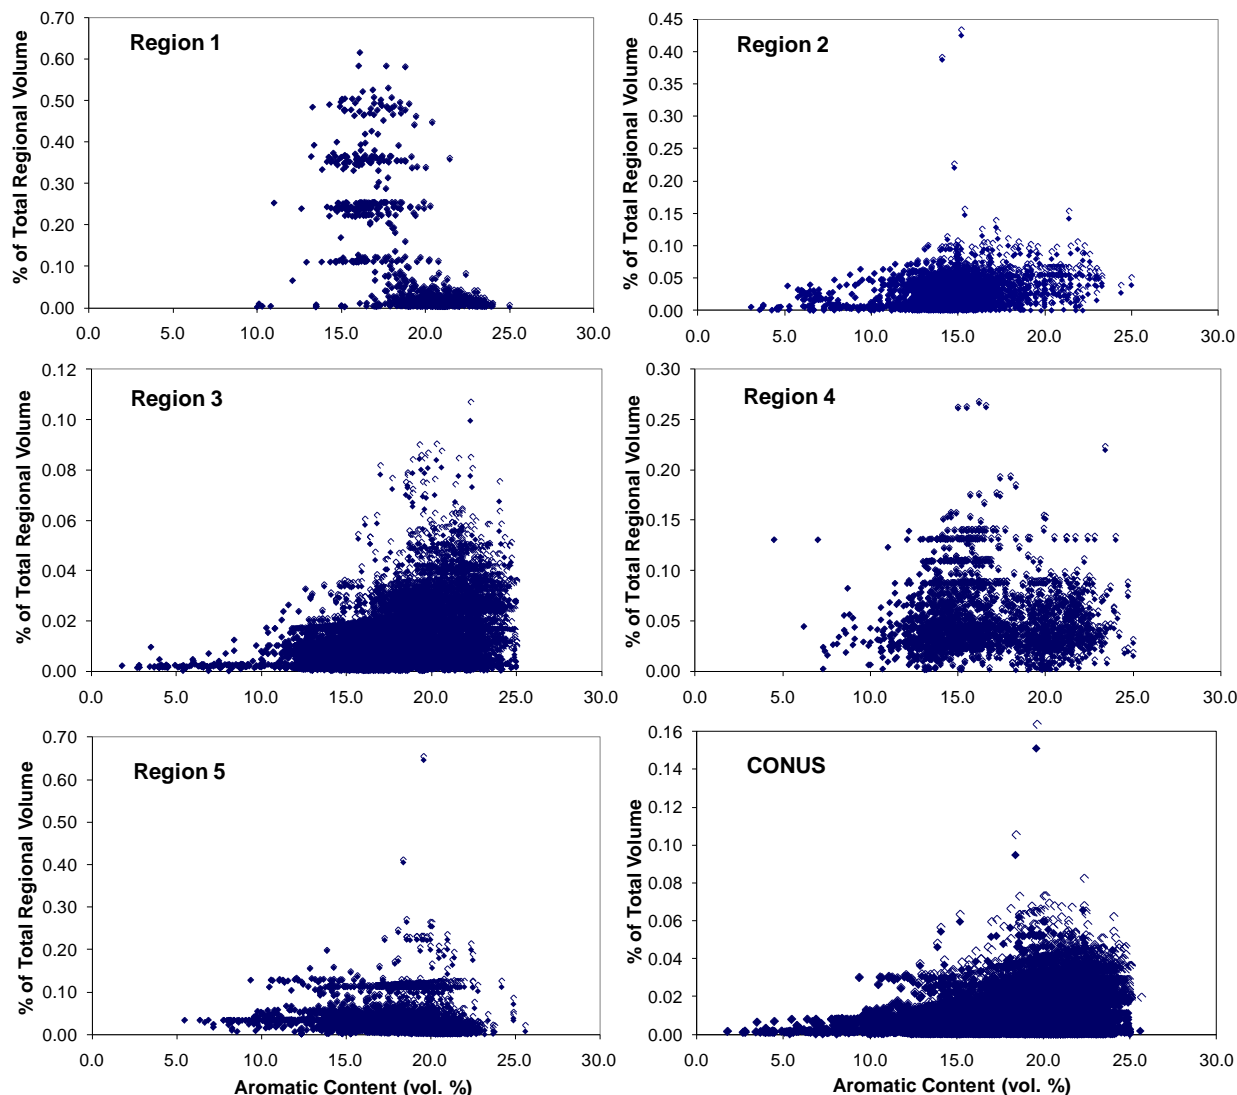 % of Total Regional Volume
0.70
0.60
0.50
0.40
0.30
0.20
0.10
0.00
Region 1
0.0 5.0 10.0 15.0 20.0 25.0 30.0
% of Total Regional Volume
0.45
0.40
0.35
0.30
0.25
0.20
0.15
0.10
0.05
0.00
Region 2
0.0 5.0 10.0 15.0 20.0 25.0 30.0
% of Total Regional Volume
0.12
0.10
0.08
0.06
0.04
0.02
0.00
Region 3
0.0 5.0 10.0 15.0 20.0 25.0 30.0
% of Total Regional Volume
0.30
0.25
0.20
0.15
0.10
0.05
0.00
Region 4
0.0 5.0 10.0 15.0 20.0 25.0 30.0
% of Total Regional Volume
0.70
0.60
0.50
0.40
0.30
0.20
0.10
0.00
Region 5
0.0 5.0 10.0 15.0 20.0 25.0 30.0
Aromatic Content (vol. %)
% of Total Volume
0.16
0.14
0.12
0.10
0.08
0.06
0.04
0.02
0.00
CONUS
0.0 5.0 10.0 15.0 20.0 25.0 30.0
Aromatic Content (vol. %)